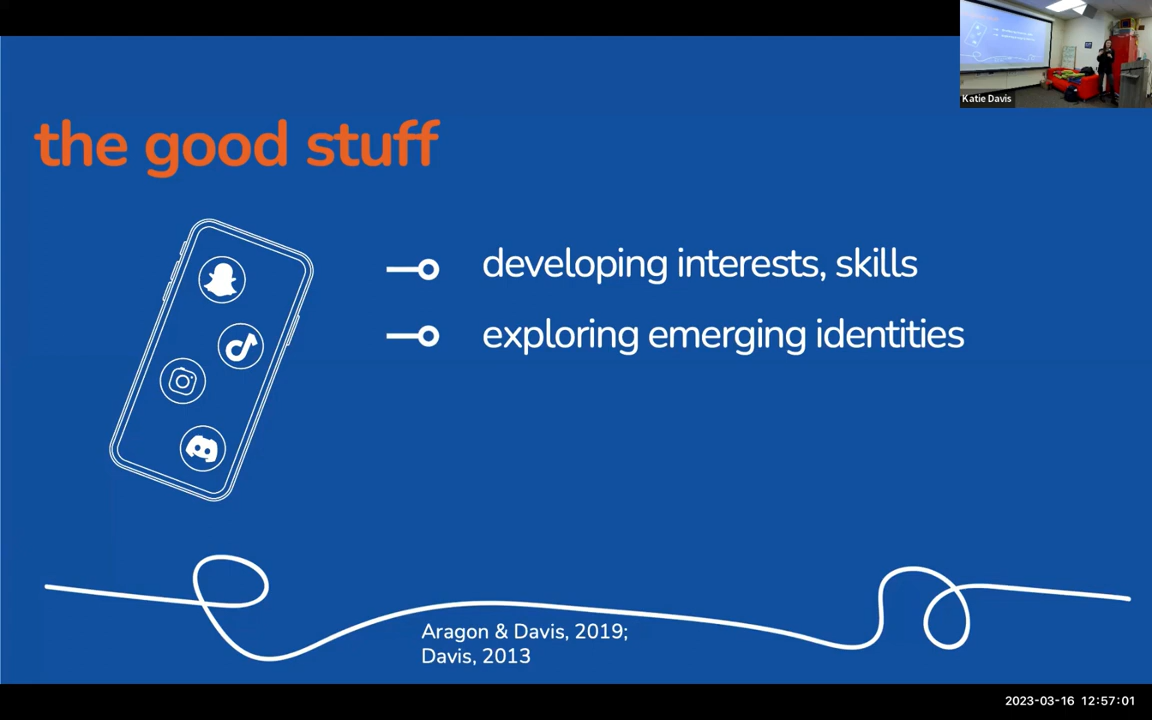 Katie Davis
the good stuff
developing interests, skills
exploring emerging identities
Aragon & Davis, 2019;
Davis, 2013
2023-03-16 12:57:01